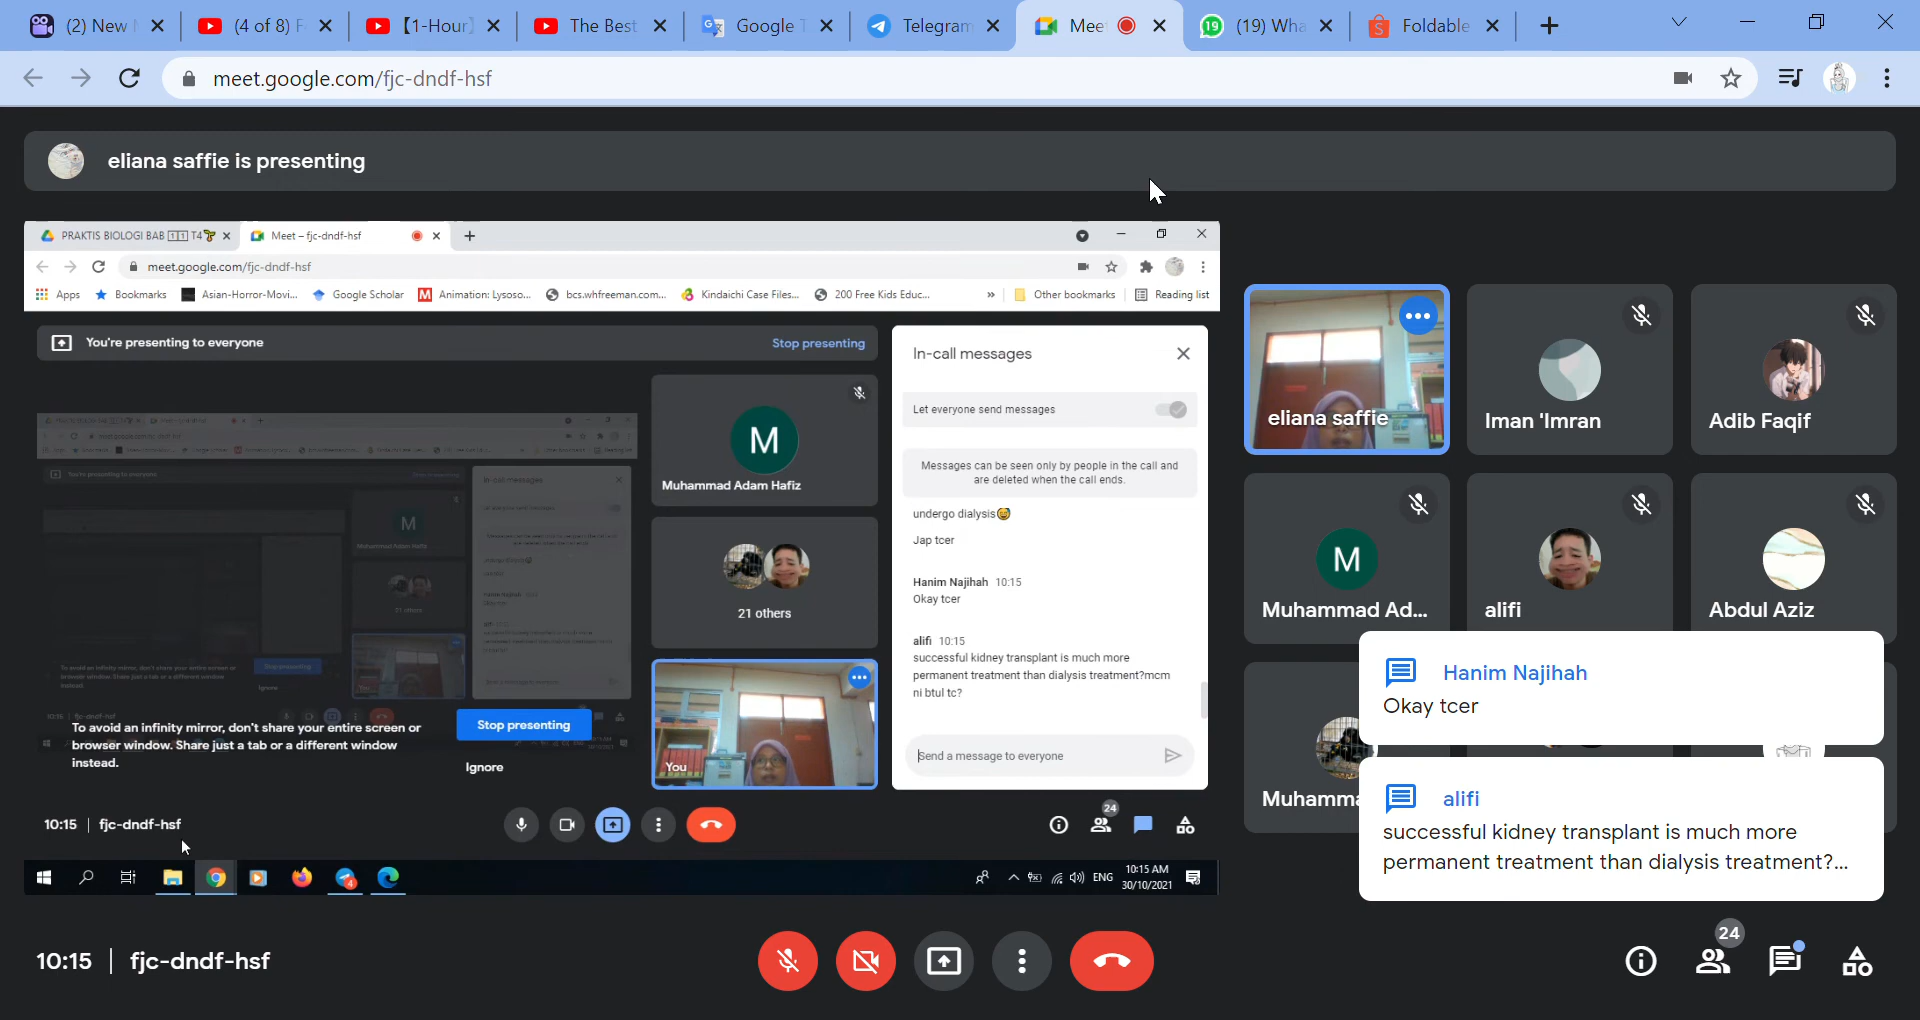 (2) New
(4 of 8) F
【1-Hour】
The Best
Google T
Telegram
Mee
(19) Wha
Foldable
meet.google.com/fjc-dndf-hsf
eliana saffie is presenting
PRAKTIS BIOLOGI BAB 1️⃣1️⃣ T4
Meet – fjc-dndf-hsf
meet.google.com/fjc-dndf-hsf
Apps
Bookmarks
Asian-Horror-Movi...
Google Scholar
Animation: Lysoso...
bcs.whfreeman.com...
Kindaichi Case Files...
200 Free Kids Educ...
»
Other bookmarks
Reading list
You're presenting to everyone
Stop presenting
M
Muhammad Adam Hafiz
21 others
You
To avoid an infinity mirror, don't share your entire screen or
browser window. Share just a tab or a different window
instead.
Stop presenting
Ignore
In-call messages
Let everyone send messages
Messages can be seen only by people in the call and
are deleted when the call ends.
undergo dialysis😅
Jap tcer
Hanim Najihah 10:15
Okay tcer
alifi 10:15
successful kidney transplant is much more
permanent treatment than dialysis treatment?mcm
ni btul tc?
Send a message to everyone
10:15 | fjc-dndf-hsf
24
4
ENG
10:15 AM
30/10/2021
eliana saffie
Iman 'Imran
Adib Faqif
M
Muhammad Ad...
alifi
Abdul Aziz
Muhamma
Hanim Najihah
Okay tcer
alifi
successful kidney transplant is much more
permanent treatment than dialysis treatment?...
10:15 | fjc-dndf-hsf
24